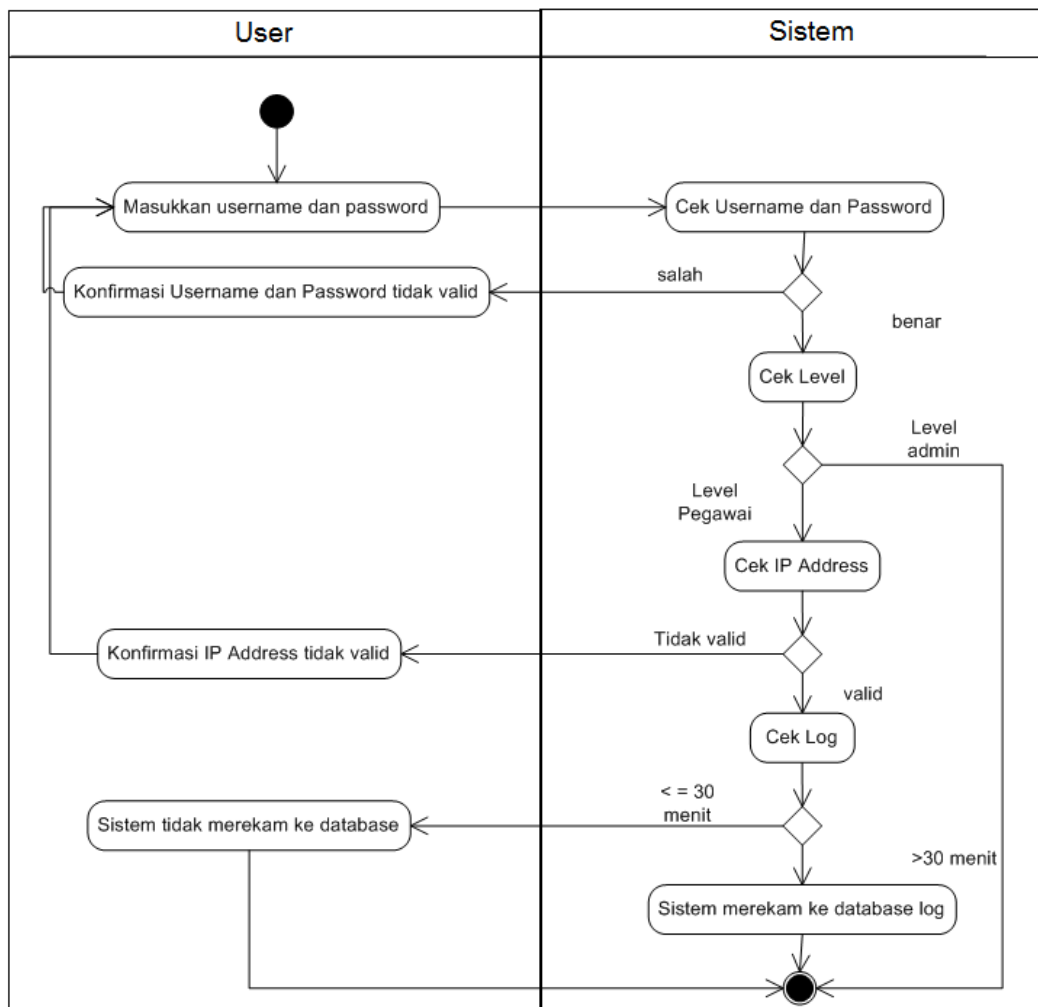 User
Sistem
Masukkan username dan password
Cek Username dan Password
salah
Konfirmasi Username dan Password tidak valid
benar
Cek Level
Level
admin
Level
Pegawai
Cek IP Address
Tidak valid
Konfirmasi IP Address tidak valid
valid
Cek Log
< = 30
menit
Sistem tidak merekam ke database
>30 menit
Sistem merekam ke database log